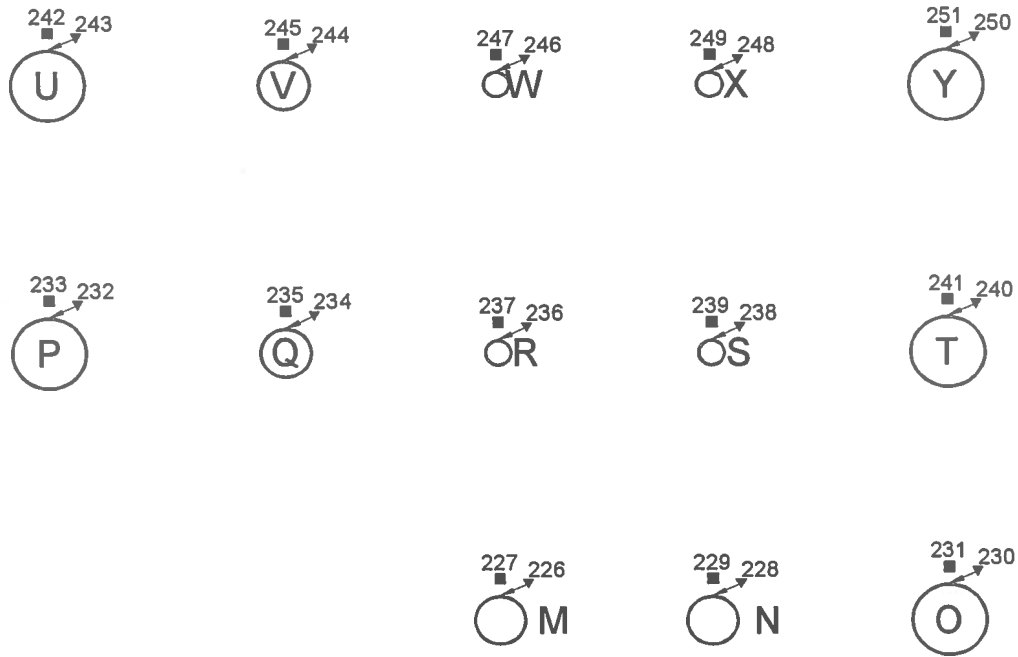 242 243 245 244 247 246 249 248 251 250
U V W X Y
233 232 235 234 237 236 239 238 241 240
P Q R S T
227 226 229 228 231 230
M N O